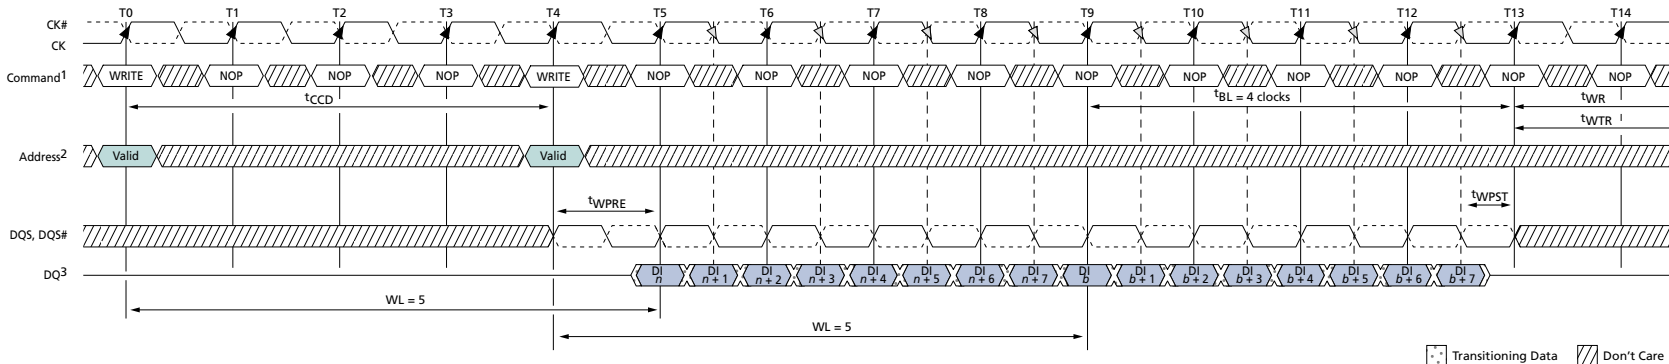 T0 T1 T2 T3 T4 T5 T6 T7 T8 T9 T10 T11 T12 T13 T14
CK#
CK
Command1 WRITE NOP NOP NOP WRITE NOP NOP NOP NOP NOP NOP NOP NOP NOP NOP
tCCD tBL = 4 clocks tWR
tWTR
Address2 Valid Valid
tWPRE tWPST
DQS, DQS#
DQ3 DI n DI n + 1 DI n + 2 DI n + 3 DI n + 4 DI n + 5 DI n + 6 DI n + 7 DI b DI b + 1 DI b + 2 DI b + 3 DI b + 4 DI b + 5 DI b + 6 DI b + 7
WL = 5
WL = 5
Transitioning Data Don't Care